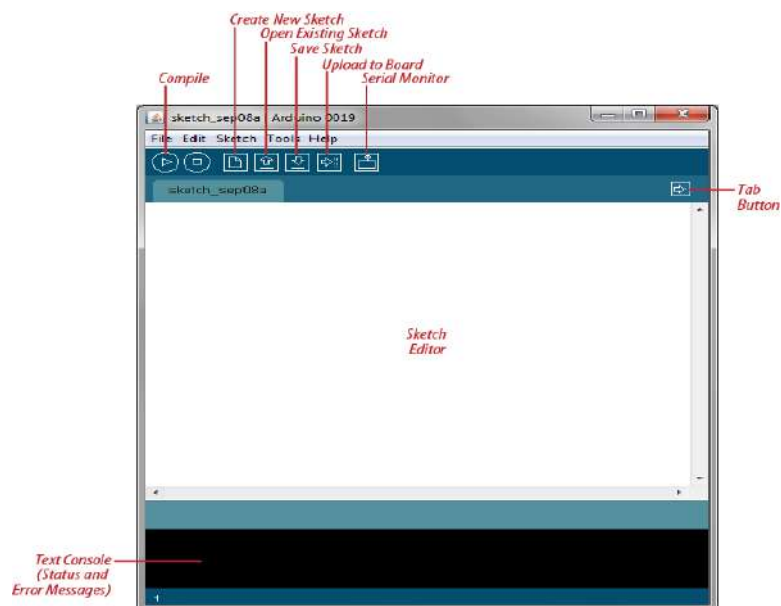 Create New Sketch
Open Existing Sketch
Save Sketch
Upload to Board
Compile
Serial Monitor
sketch_sep08a | Arduino 0019
File Edit Sketch Tools Help
sketch_sep08a
Tab
Button
Sketch
Editor
Text Console
(Status and
Error Messages)
1